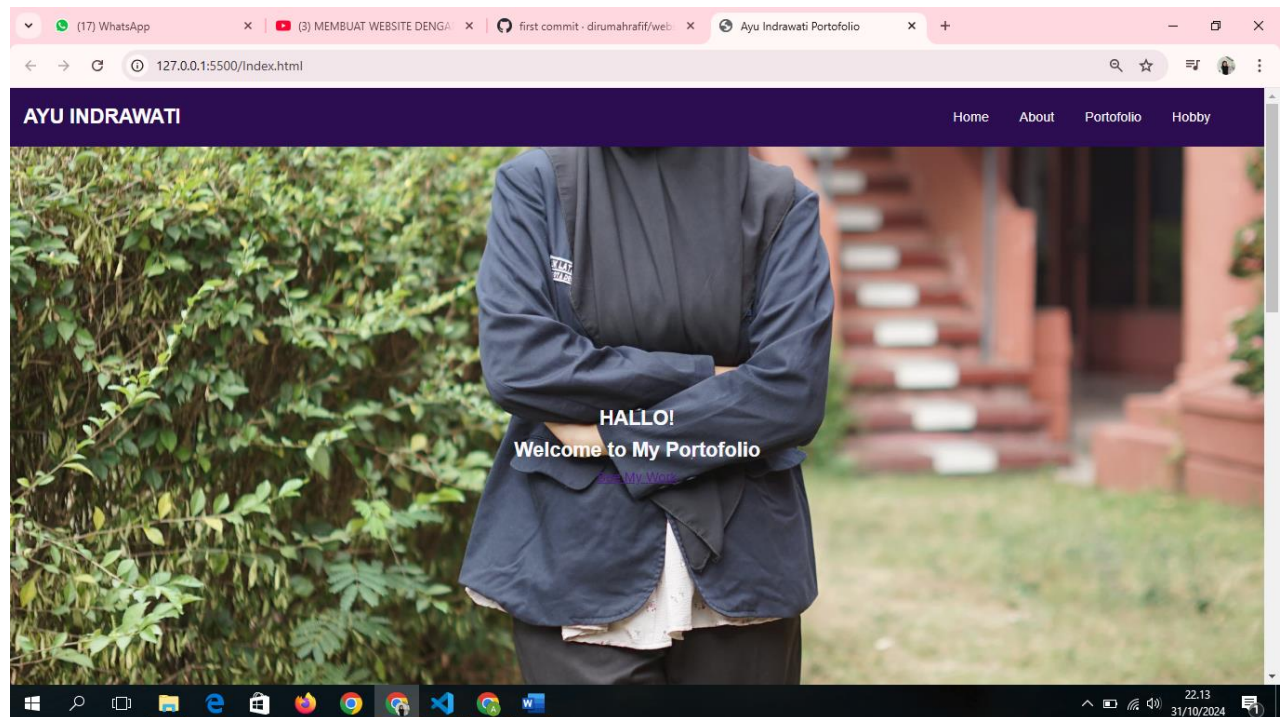 (17) WhatsApp
(3) MEMBUAT WEBSITE DENGA
first commit · dirumahrafif/web
Ayu Indrawati Portofolio
127.0.0.1:5500/Index.html
AYU INDRAWATI
Home About Portofolio Hobby
HALLO!
Welcome to My Portofolio
See My Work
22.13
31/10/2024